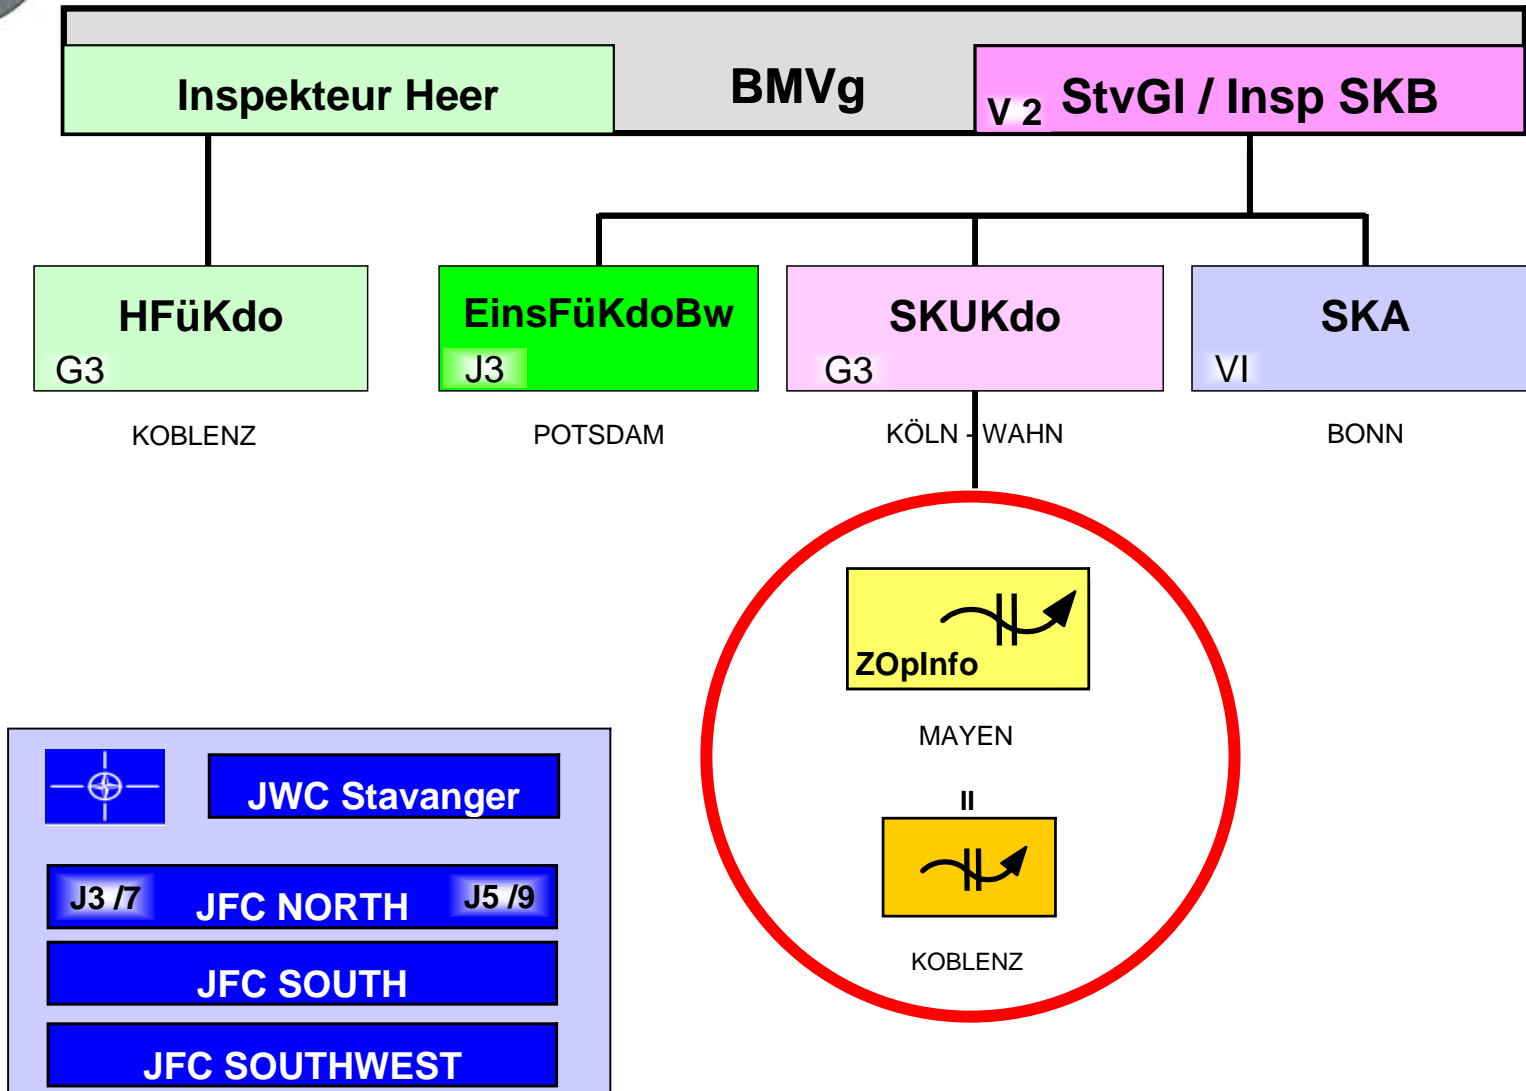 Inspekteur Heer
BMVg
V 2 StvGI / Insp SKB
HFüKdo
G3
EinsFüKdoBw
J3
SKUKdo
G3
SKA
VI
KOBLENZ
POTSDAM
KÖLN - WAHN
BONN
ZOpInfo
MAYEN
II
KOBLENZ
JWC Stavanger
J3 /7 JFC NORTH J5 /9
JFC SOUTH
JFC SOUTHWEST